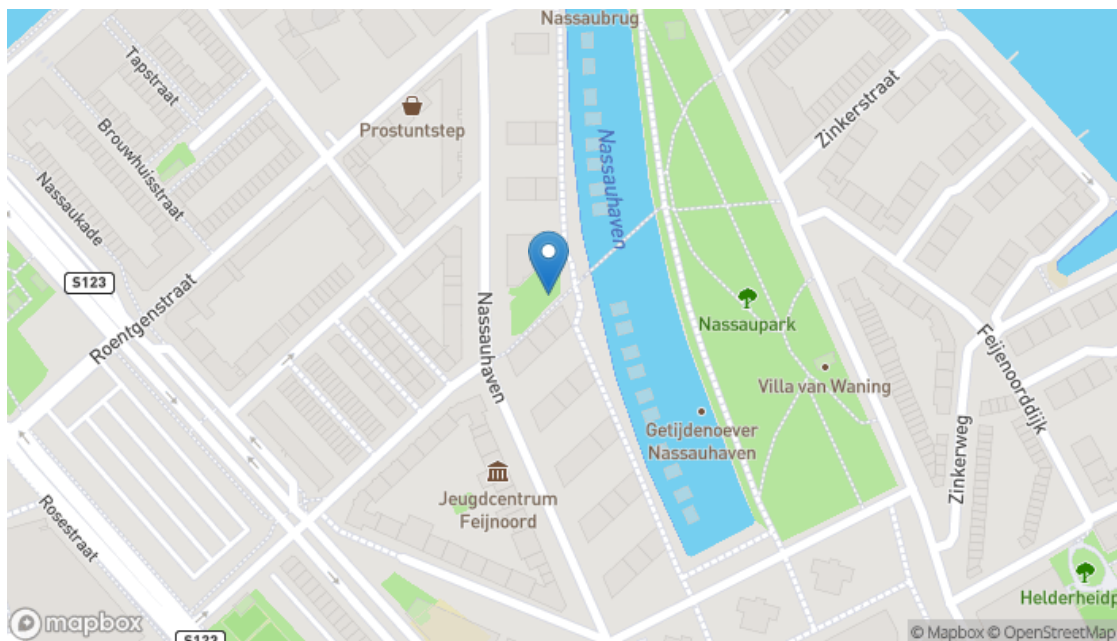 Nassaubrug
Tapstraat
Prostuntstep
Zinkerstraat
Brouwhuisstraat
Nassauhaven
Nassaukade
S123
Roentgenstraat
Nassauhaven
Nassaupark
Feijenoorddijk
Villa van Waning
Getijdenoever
Nassauhaven
Zinkerweg
Jeugdcentrum
Feijnoord
Rosestraat
Helderheidp
mapbox
S123
© Mapbox © OpenStreetMap